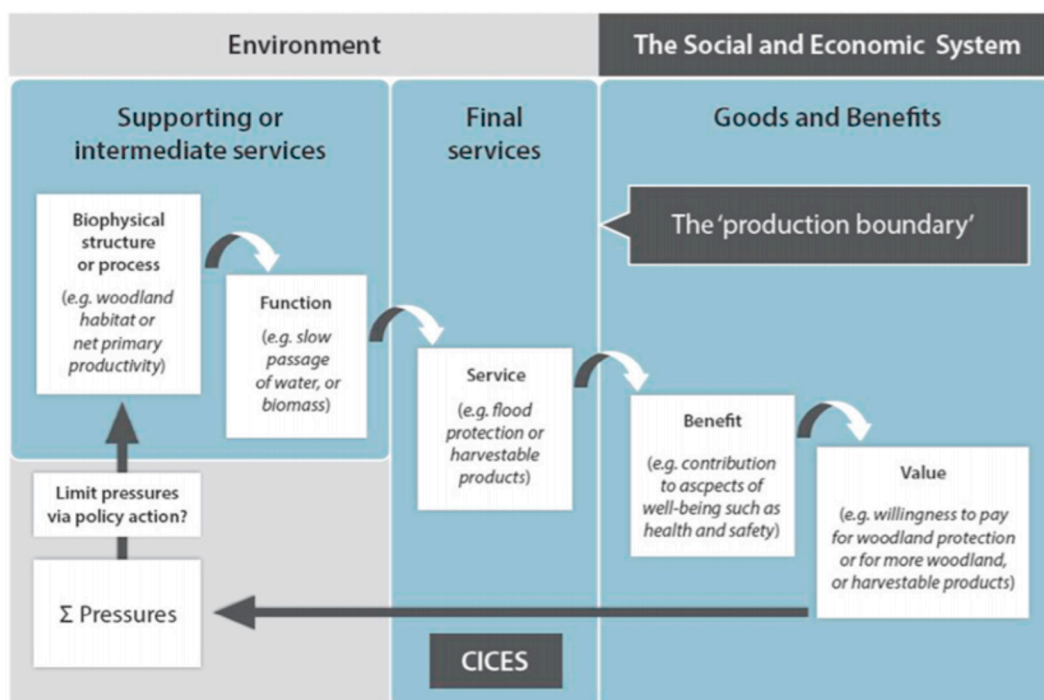 Environment
The Social and Economic System
Supporting or
intermediate services
Final
services
Goods and Benefits
Biophysical
structure
or process
(e.g. woodland
habitat or
net primary
productivity)
Function
(e.g. slow
passage
of water, or
biomass)
Service
(e.g. flood
protection or
harvestable
products)
The 'production boundary'
Benefit
(e.g. contribution
to ascpects of
well-being such as
health and safety)
Value
(e.g. willingness to pay
for woodland protection
or for more woodland,
or harvestable products)
Limit pressures
via policy action?
Σ Pressures
CICES